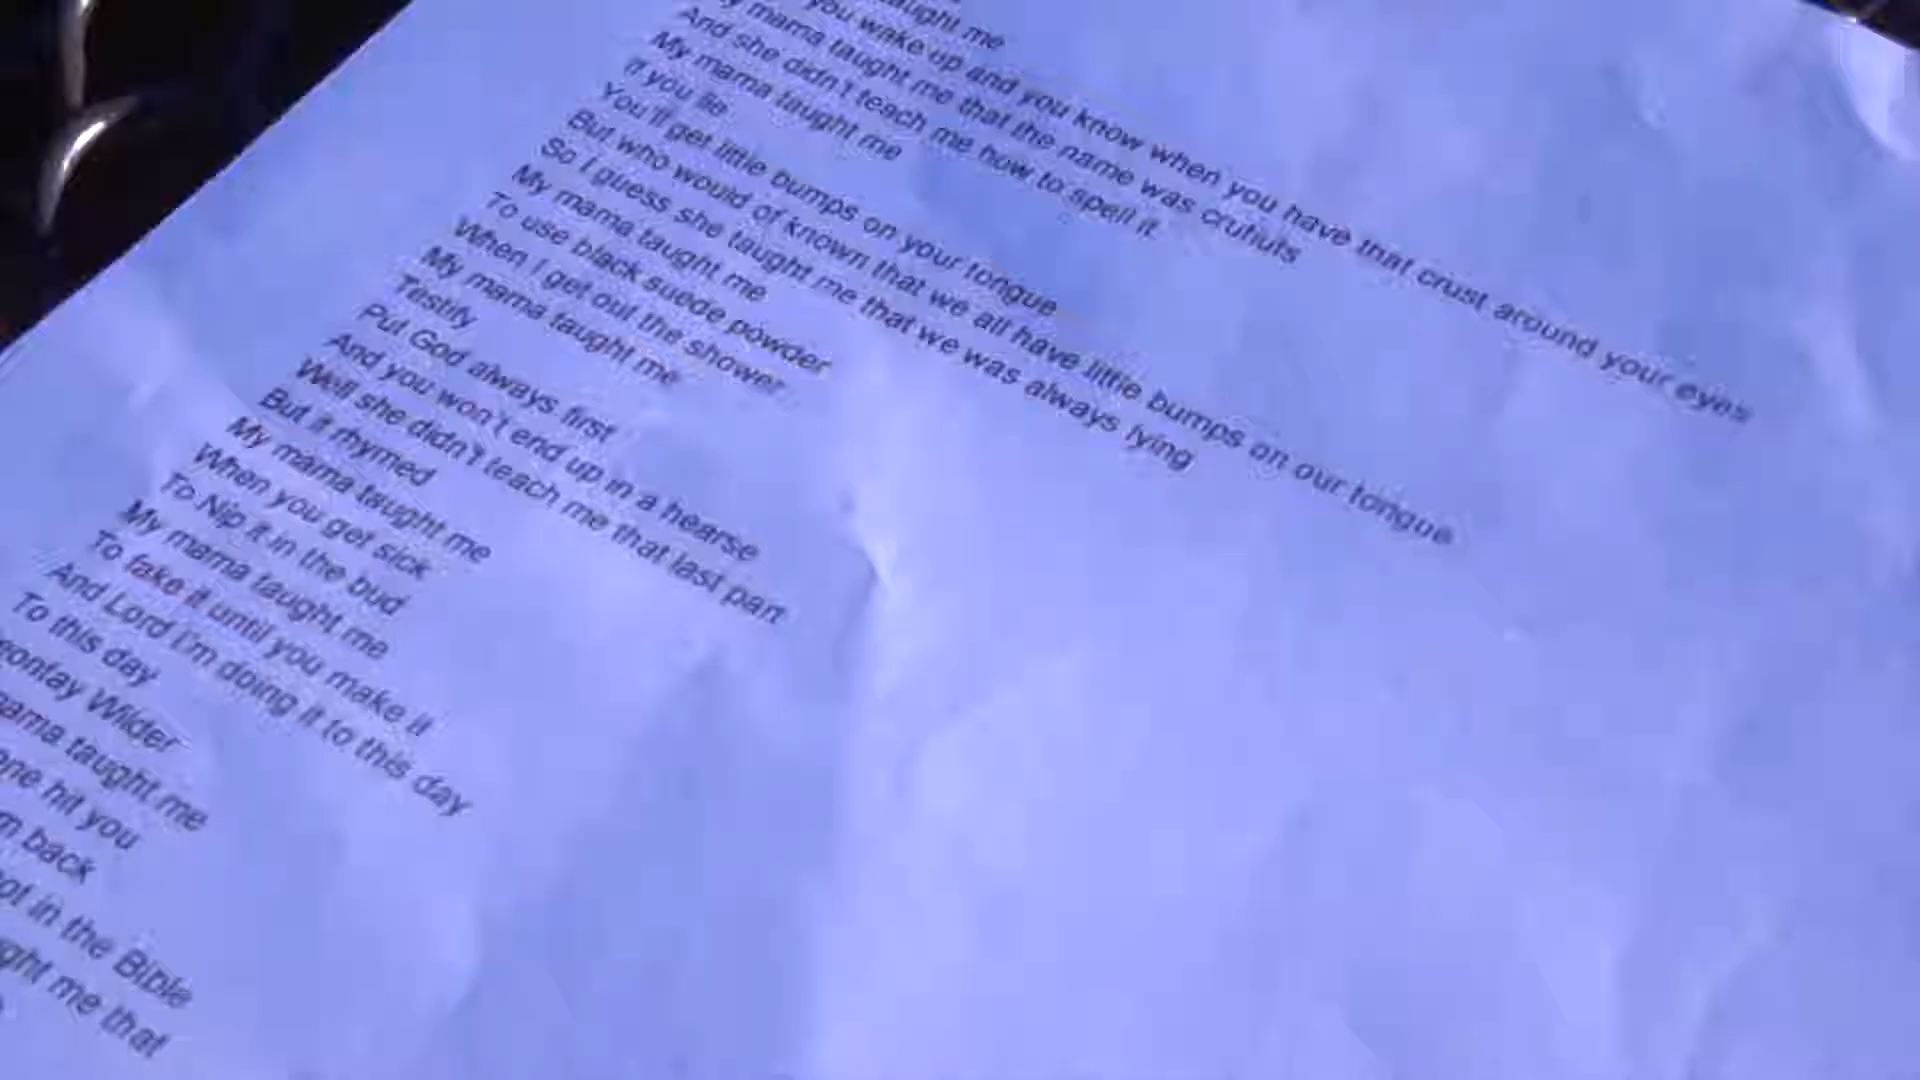 taught me
you wake up and you know when you have that crust around your eyes
My mama taught me that the name was crutiuts
And she didn't teach me how to spell it.
My mama taught me
If you lie
You'll get little bumps on your tongue
But who would of known that we all have little bumps on our tongue
So I guess she taught me that we was always lying
My mama taught me
To use black suede powder
When I get out the shower
My mama taught me
Testify
Put God always first
And you won't end up in a hearse
Well she didn't teach me that last part
But it rhymed
My mama taught me
When you get sick
To Nip it in the bud
My mama taught me
To fake it until you make it
And Lord I'm doing it to this day
To this day
eontay Wilder
mama taught me
one hit you
m back
not in the Bible
ght me that